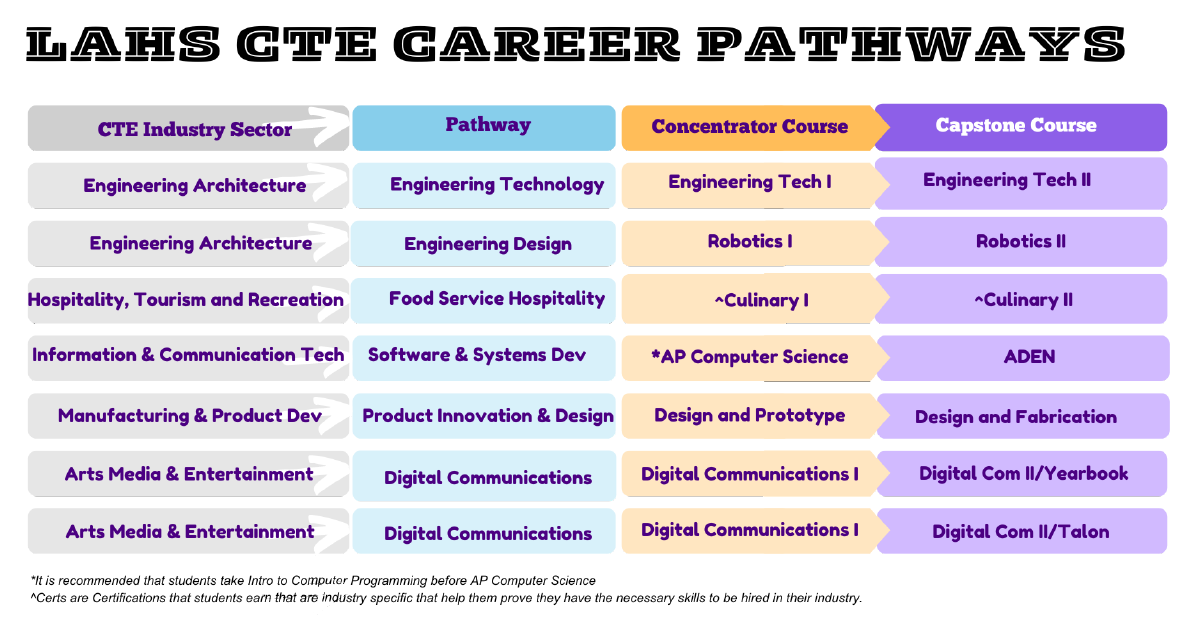 LAHS CTE CAREER PATHWAYS
CTE Industry Sector Pathway Concentrator Course Capstone Course
Engineering Architecture Engineering Technology Engineering Tech I Engineering Tech II
Engineering Architecture Engineering Design Robotics I Robotics II
Hospitality, Tourism and Recreation Food Service Hospitality ^Culinary I ^Culinary II
Information & Communication Tech Software & Systems Dev *AP Computer Science ADEN
Manufacturing & Product Dev Product Innovation & Design Design and Prototype Design and Fabrication
Arts Media & Entertainment Digital Communications Digital Communications I Digital Com II/Yearbook
Arts Media & Entertainment Digital Communications Digital Communications I Digital Com II/Talon
*It is recommended that students take Intro to Computer Programming before AP Computer Science
^Certs are Certifications that students earn that are industry specific that help them prove they have the necessary skills to be hired in their industry.